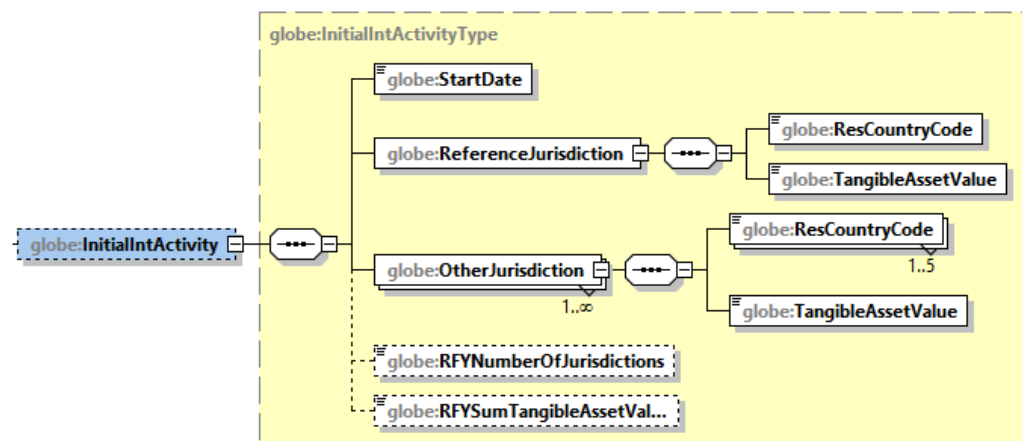 globe:InitialIntActivityType
globe:StartDate
globe:ResCountryCode
globe:ReferenceJurisdiction
globe:TangibleAssetValue
globe:ResCountryCode
globe:InitialIntActivity
1..5
globe:OtherJurisdiction
1..∞
globe:TangibleAssetValue
globe:RFYNumberOfJurisdictions
globe:RFYSumTangibleAssetVal...